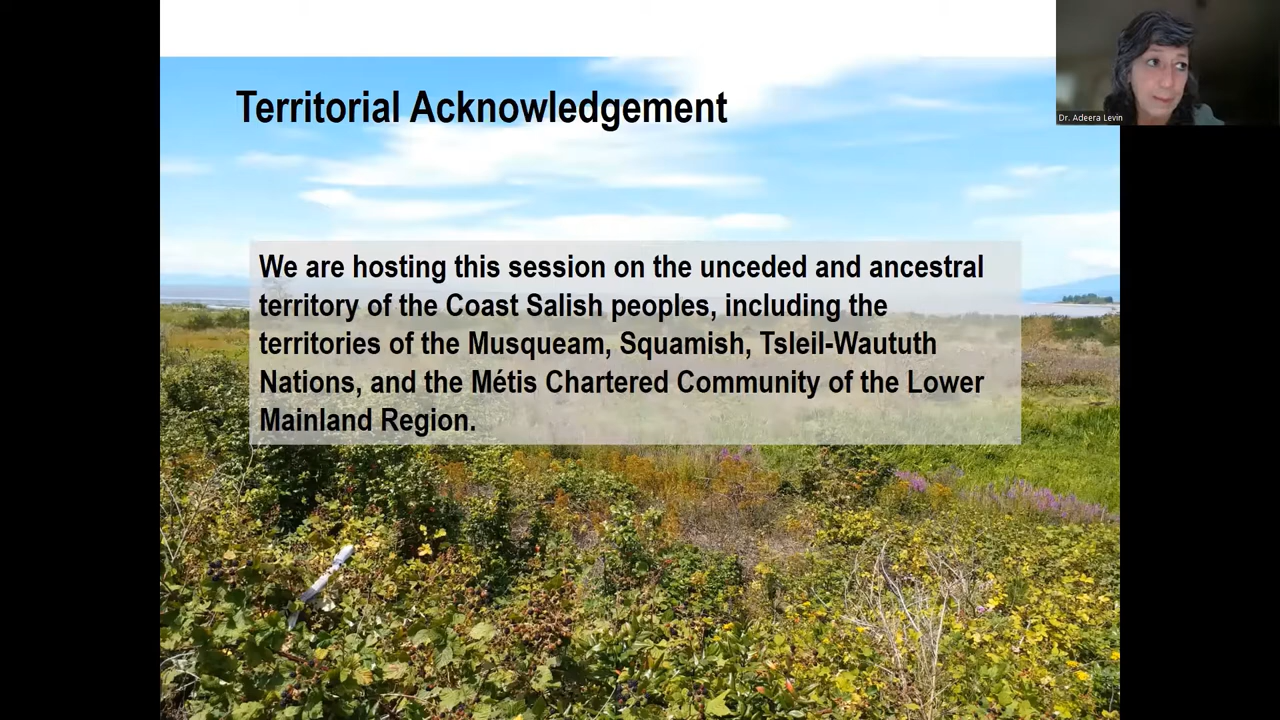 Territorial Acknowledgement
Dr. Adeera Levin
We are hosting this session on the unceded and ancestral
territory of the Coast Salish peoples, including the
territories of the Musqueam, Squamish, Tsleil-Waututh
Nations, and the Métis Chartered Community of the Lower
Mainland Region.